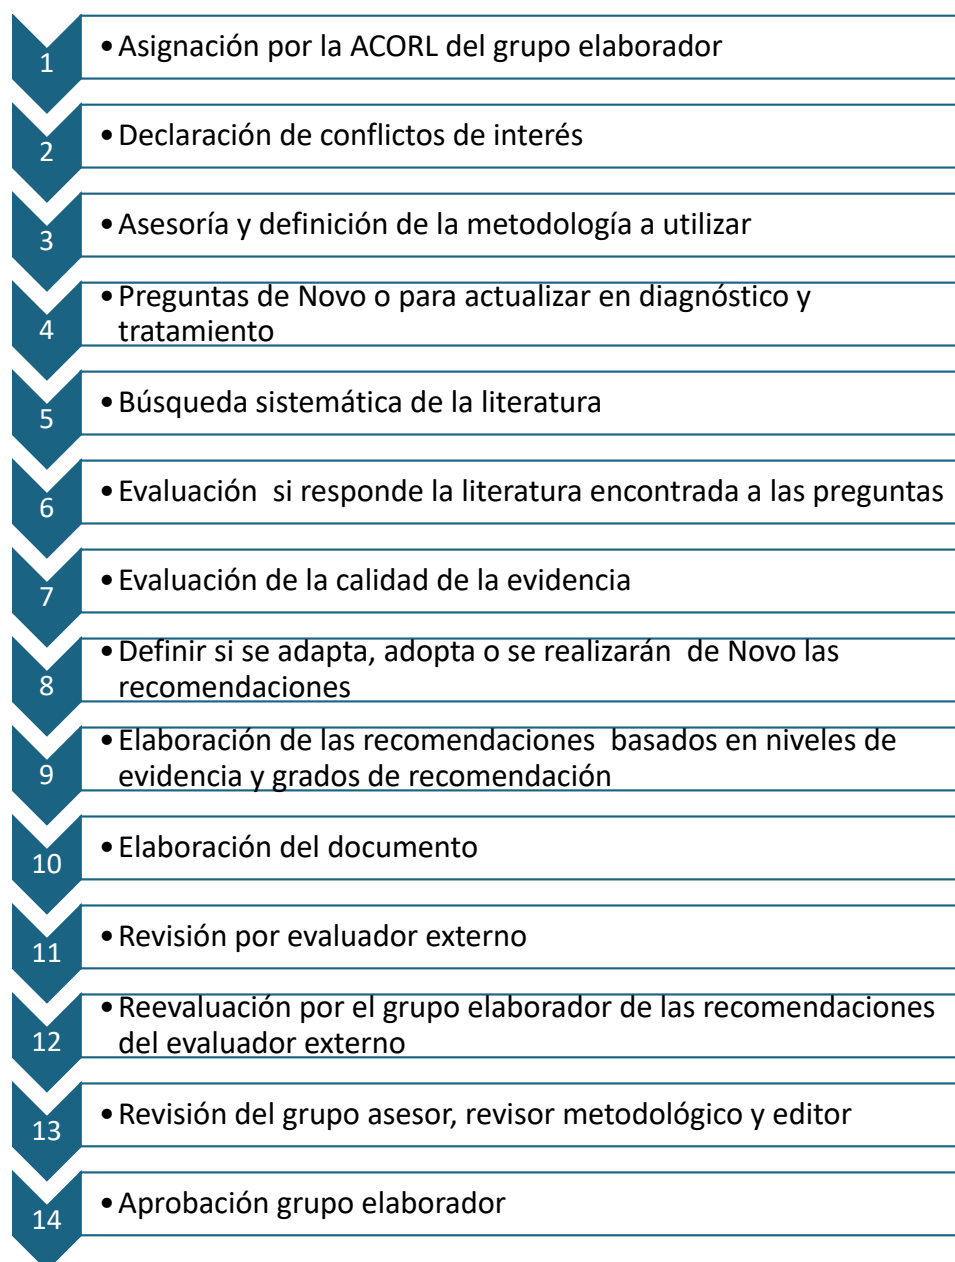 1
•Asignación por la ACORL del grupo elaborador
2
•Declaración de conflictos de interés
3
•Asesoría y definición de la metodología a utilizar
4
•Preguntas de Novo o para actualizar en diagnóstico y
tratamiento
5
•Búsqueda sistemática de la literatura
6
•Evaluación  si responde la literatura encontrada a las preguntas
7
•Evaluación de la calidad de la evidencia
8
•Definir si se adapta, adopta o se realizarán  de Novo las
recomendaciones
9
•Elaboración de las recomendaciones  basados en niveles de
evidencia y grados de recomendación
10
•Elaboración del documento
11
•Revisión por evaluador externo
12
•Reevaluación por el grupo elaborador de las recomendaciones
del evaluador externo
13
•Revisión del grupo asesor, revisor metodológico y editor
14
•Aprobación grupo elaborador